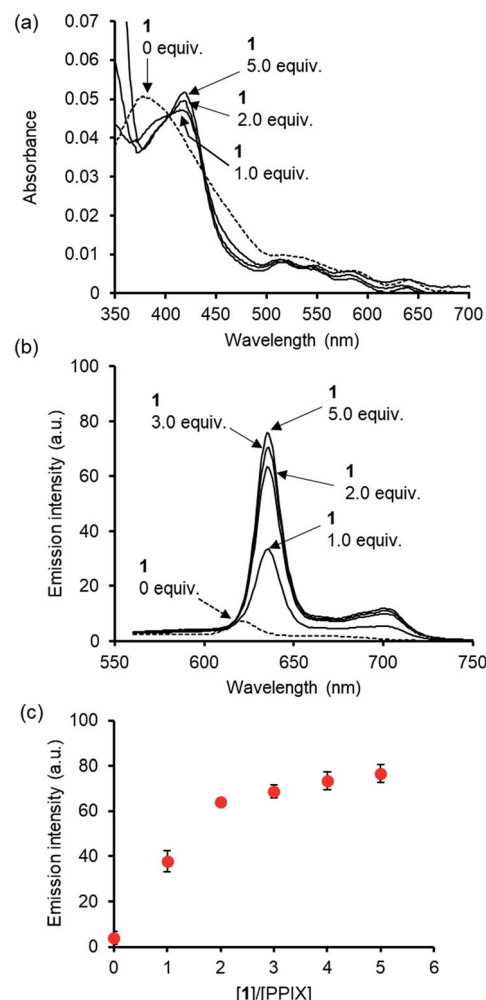 (a)
0.07
0.06
0.05
0.04
0.03
0.02
0.01
0
Absorbance
1
0 equiv.
1
5.0 equiv.
1
2.0 equiv.
1
1.0 equiv.
350 400 450 500 550 600 650 700
Wavelength (nm)
(b)
100
80
60
40
20
0
Emission intensity (a.u.)
1
3.0 equiv.
1
5.0 equiv.
1
2.0 equiv.
1
1.0 equiv.
1
0 equiv.
550 600 650 700 750
Wavelength (nm)
(c)
100
80
60
40
20
0
Emission intensity (a.u.)
0 1 2 3 4 5 6
[1]/[PPIX]